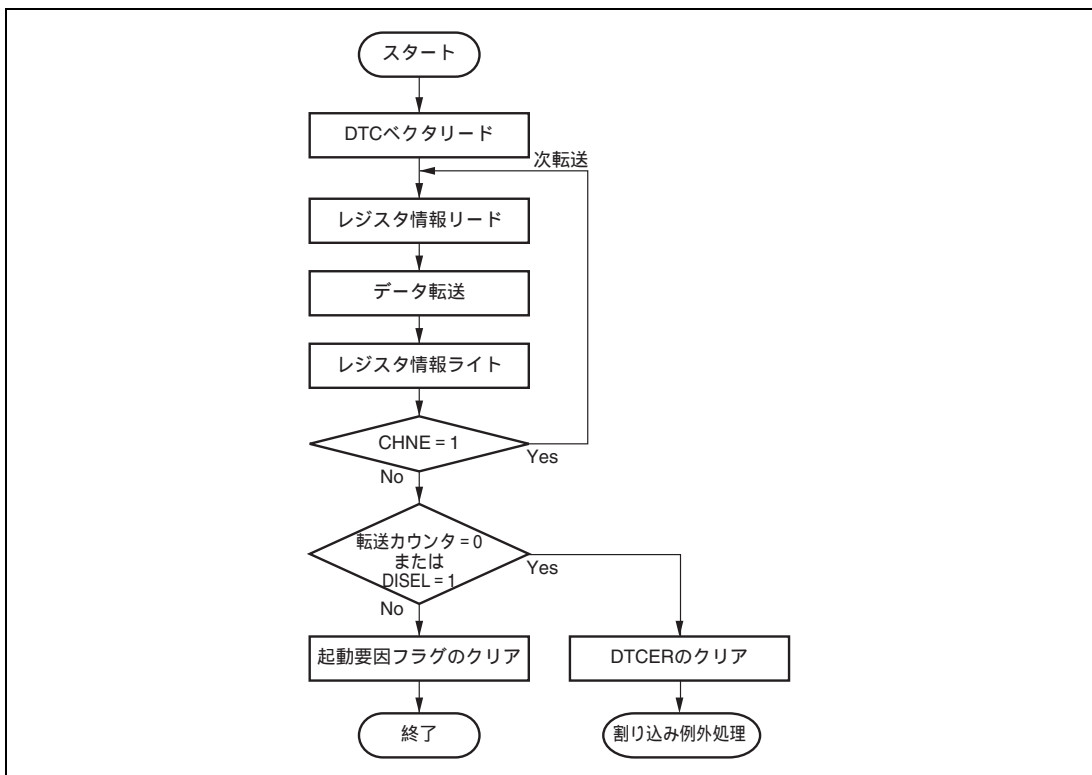 スタート
DTCベクタリード
次転送
レジスタ情報リード
データ転送
レジスタ情報ライト
CHNE = 1
Yes
No
転送カウンタ = 0
または
DISEL = 1
Yes
No
起動要因フラグのクリア
DTCERのクリア
終了
割り込み例外処理